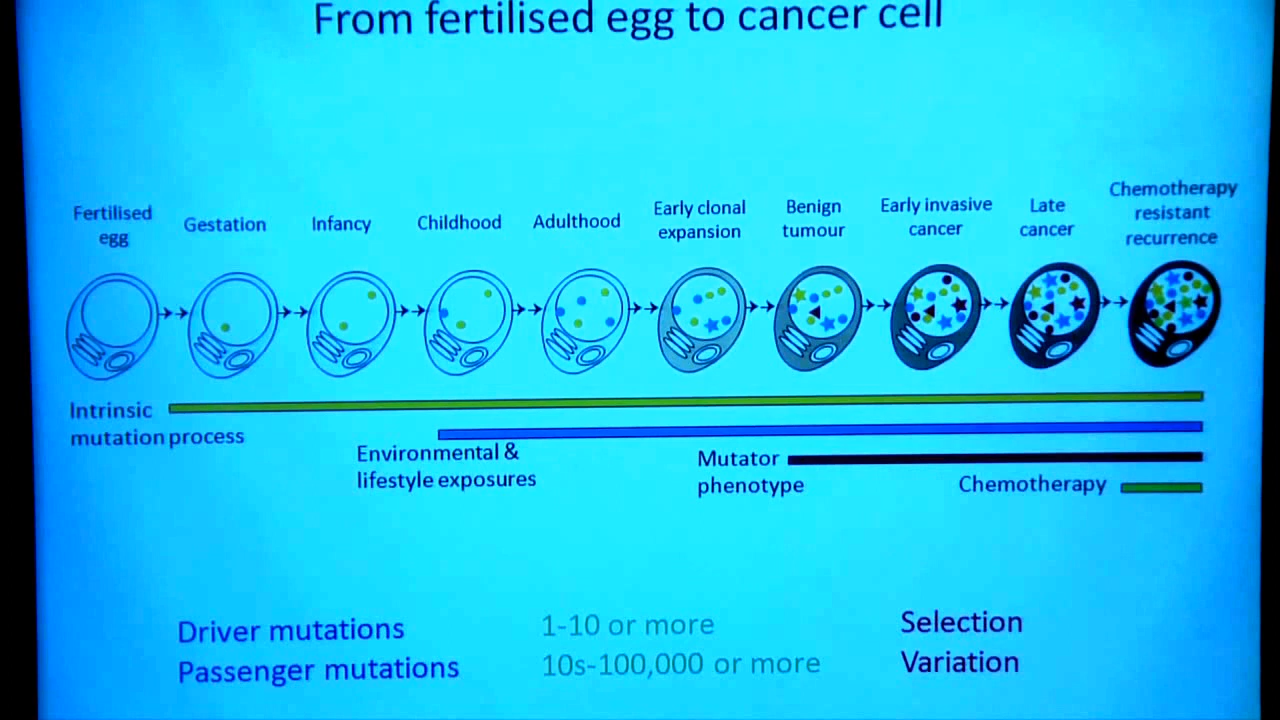 From fertilised egg to cancer cell
Fertilised
egg
Gestation
Infancy
Childhood
Adulthood
Early clonal
expansion
Benign
tumour
Early invasive
cancer
Late
cancer
Chemotherapy
resistant
recurrence
Intrinsic
mutation process
Environmental &
lifestyle exposures
Mutator
phenotype
Chemotherapy
Driver mutations 1-10 or more Selection
Passenger mutations 10s-100,000 or more Variation